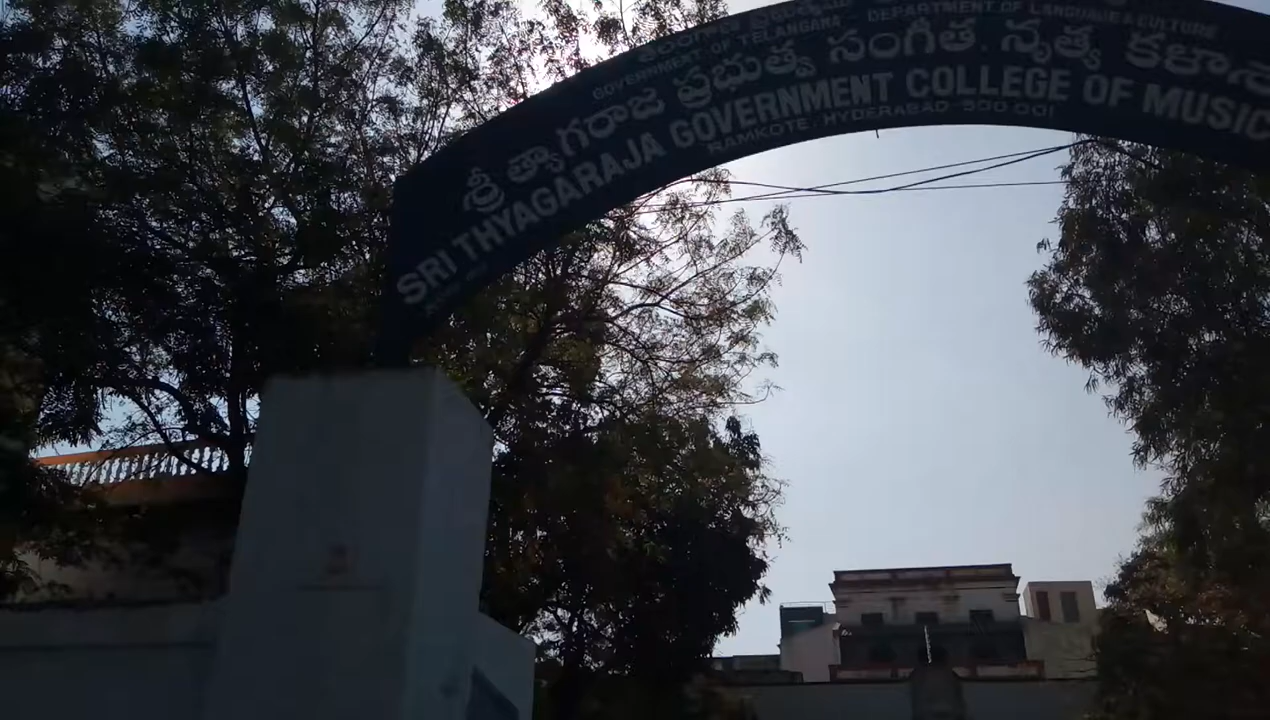 GOVERNMENT OF TELANGANA - DEPARTMENT OF LANGUAGE & CULTURE
శ్రీ త్యాగరాజ ప్రభుత్వ సంగీత నృత్య కళాశా
SRI THYAGARAJA GOVERNMENT COLLEGE OF MUSIC
RAMKOTE, HYDERABAD-500 001